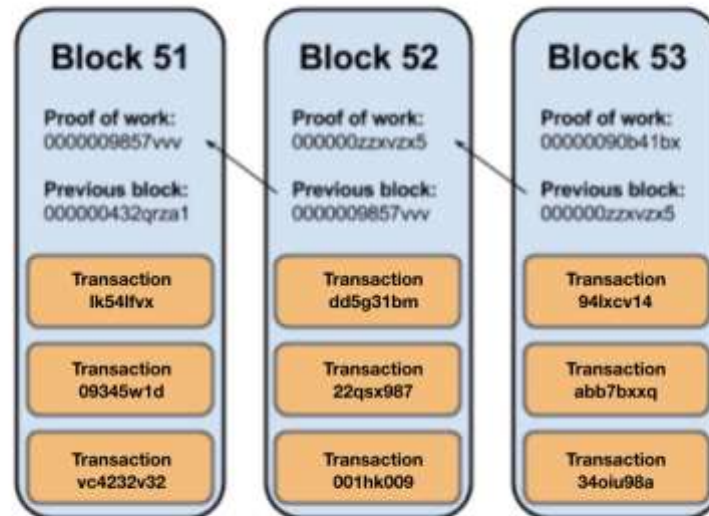 Block 51
Proof of work:
0000009857vvv
Previous block:
000000432qrza1
Transaction
lk54lfvx
Transaction
09345w1d
Transaction
vc4232v32
Block 52
Proof of work:
000000zzxvzx5
Previous block:
0000009857vvv
Transaction
dd5g31bm
Transaction
22qsx987
Transaction
001hk009
Block 53
Proof of work:
00000090b41bx
Previous block:
000000zzxvzx5
Transaction
94lxcv14
Transaction
abb7bxxq
Transaction
34oiu98a